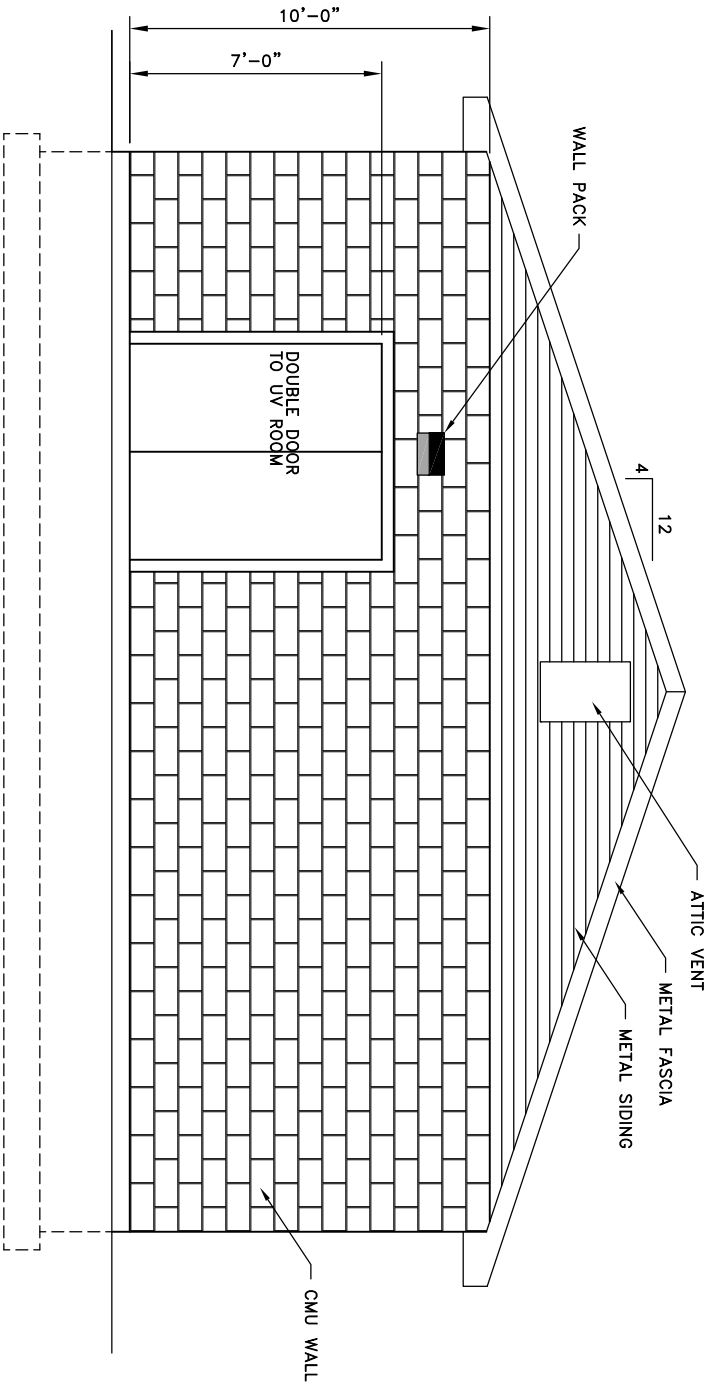 10'-0"
7'-0"
WALL PACK
DOUBLE DOOR
TO UV ROOM
4
12
ATTIC VENT
METAL FASCIA
METAL SIDING
CMU WALL